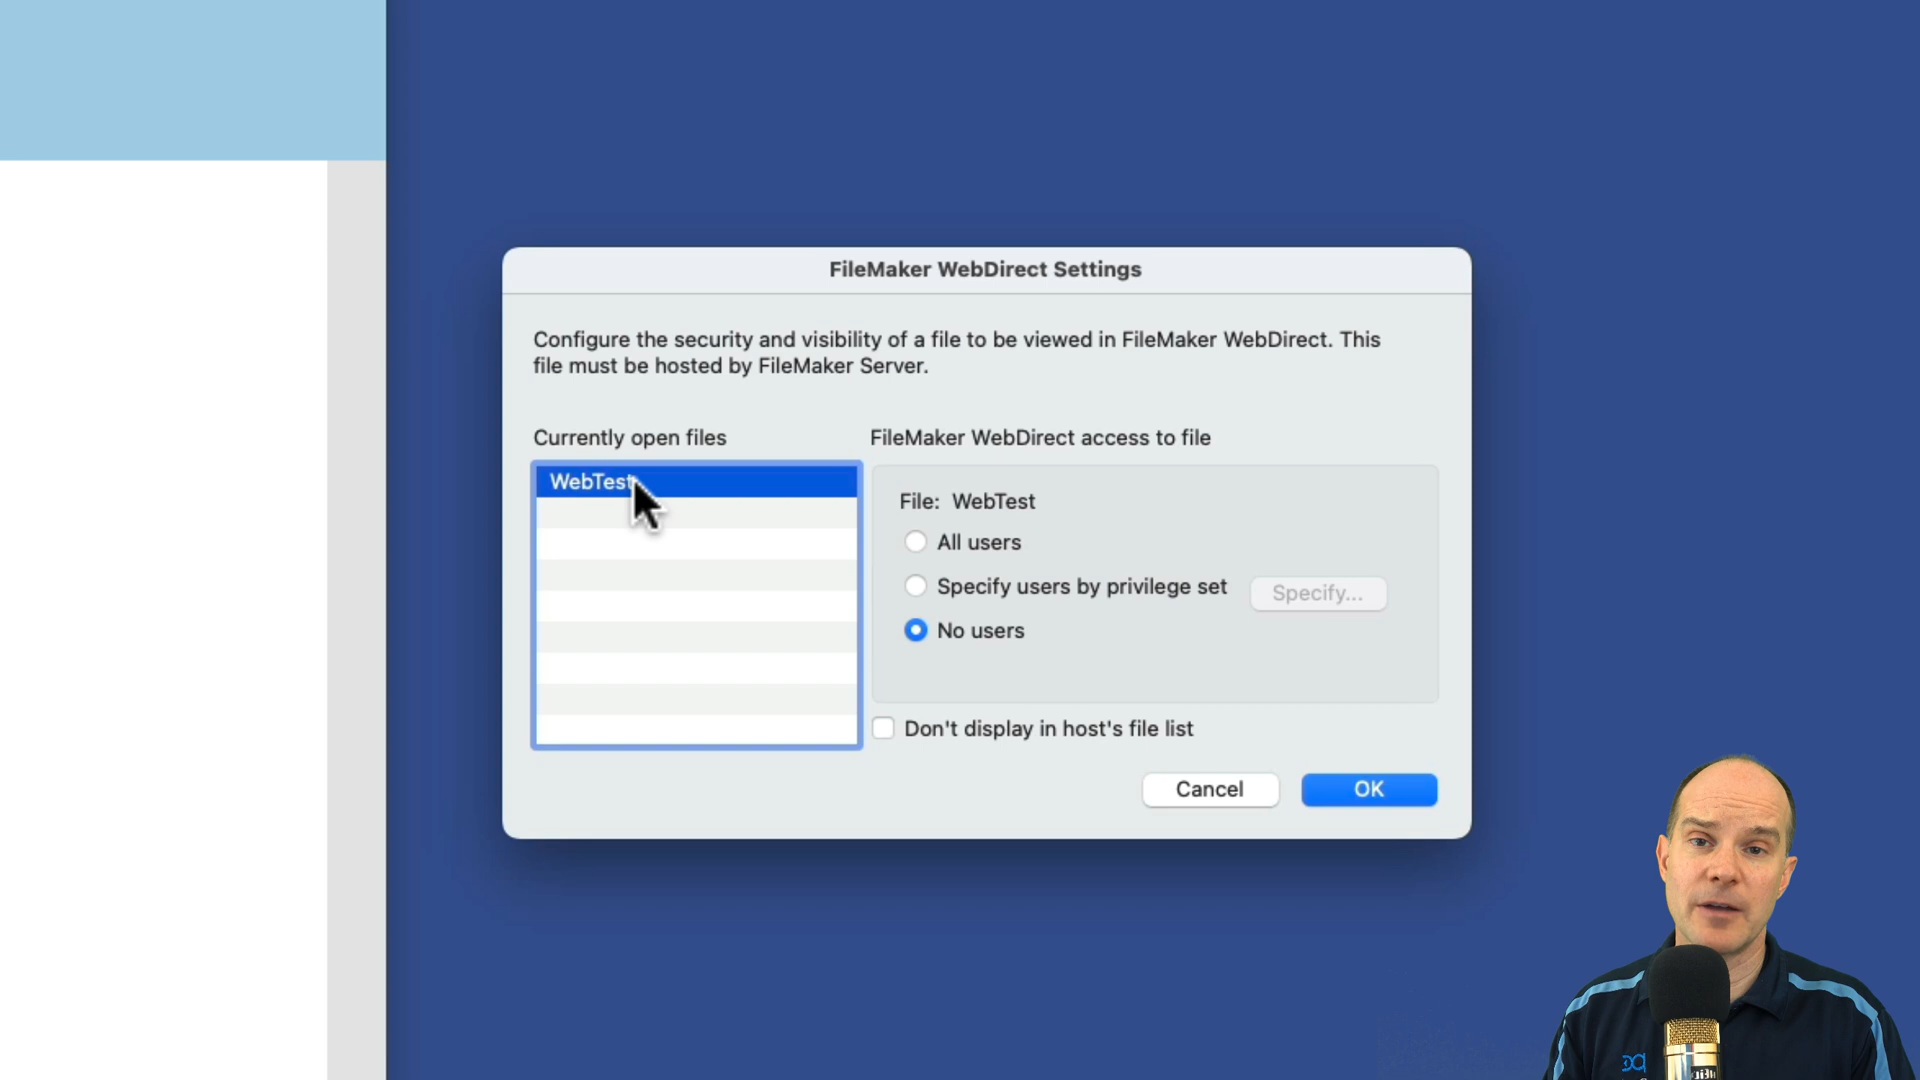 FileMaker WebDirect Settings
Configure the security and visibility of a file to be viewed in FileMaker WebDirect. This
file must be hosted by FileMaker Server.
Currently open files
FileMaker WebDirect access to file
WebTest
File: WebTest
All users
Specify users by privilege set
Specify...
No users
Don't display in host's file list
Cancel
OK